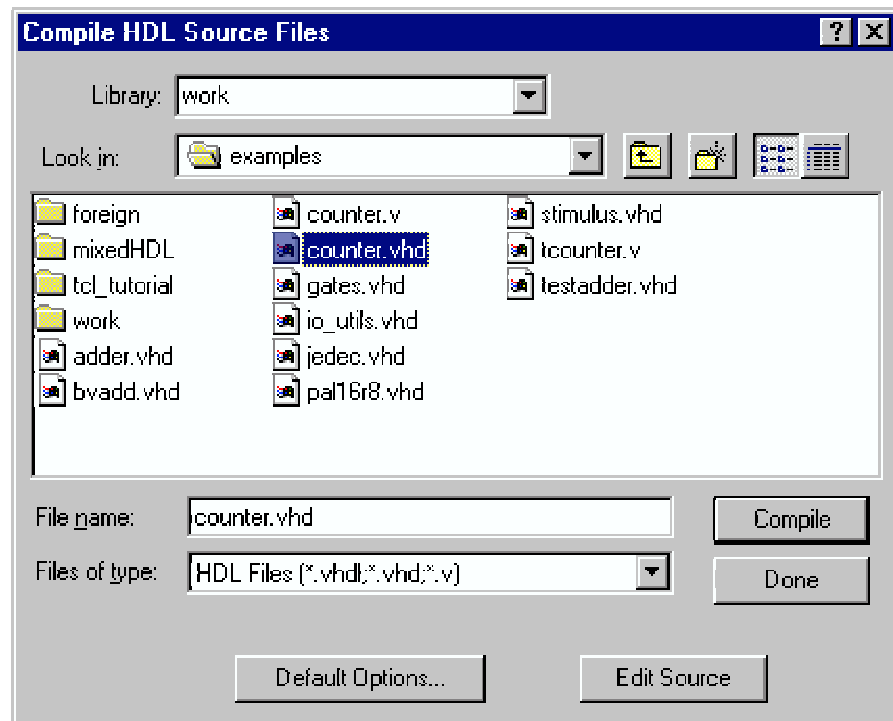 Compile HDL Source Files
Library: work
Look in: examples
foreign counter.v stimulus.vhd
mixedHDL counter.vhd tcounter.v
tcl_tutorial gates.vhd testadder.vhd
work io_utils.vhd
adder.vhd jedec.vhd
bvadd.vhd pal16r8.vhd
File name: counter.vhd Compile
Files of type: HDL Files (*.vhdl;*.vhd;*.v) Done
Default Options... Edit Source